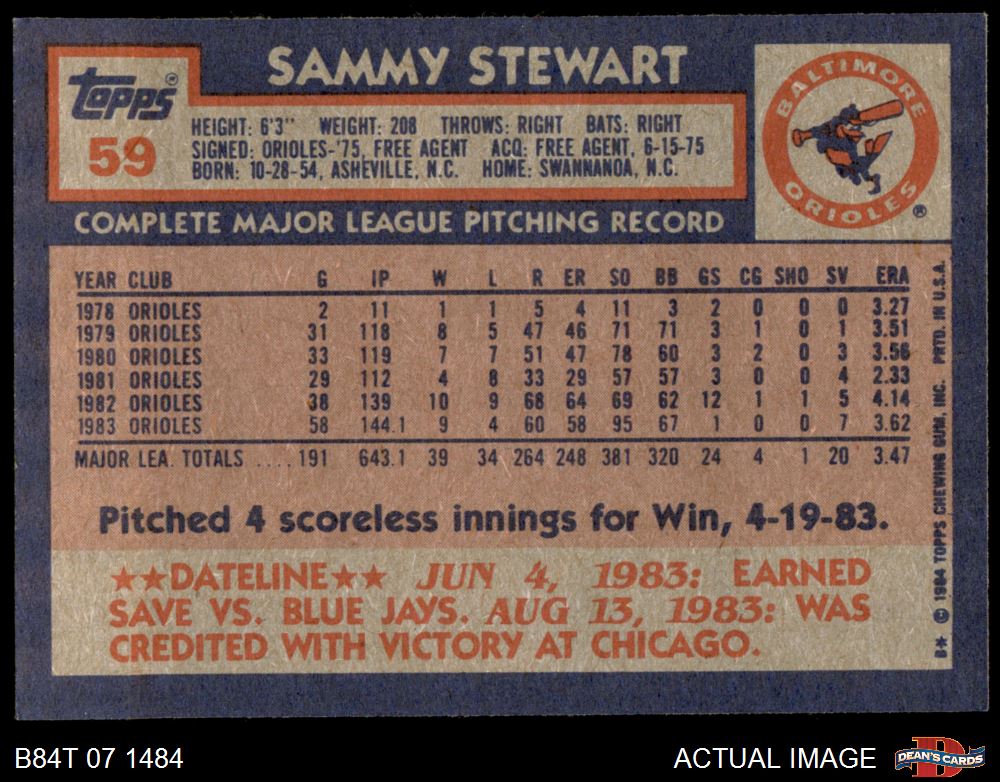 SAMMY STEWART
topps®
59
HEIGHT: 6'3" WEIGHT: 208 THROWS: RIGHT BATS: RIGHT
SIGNED: ORIOLES-'75, FREE AGENT ACQ: FREE AGENT, 6-15-75
BORN: 10-28-54, ASHEVILLE, N.C. HOME: SWANNANOA, N.C.
BALTIMORE
ORIOLES
®
COMPLETE MAJOR LEAGUE PITCHING RECORD
YEAR CLUB G IP W L R ER SO BB GS CG SHO SV ERA
1978 ORIOLES 2 11 1 1 5 4 11 3 2 0 0 0 3.27
1979 ORIOLES 31 118 8 5 47 46 71 71 3 1 0 1 3.51
1980 ORIOLES 33 119 7 7 51 47 78 60 3 2 0 3 3.56
1981 ORIOLES 29 112 4 8 33 29 57 57 3 0 0 4 2.33
1982 ORIOLES 38 139 10 9 68 64 69 62 12 1 1 5 4.14
1983 ORIOLES 58 144.1 9 4 60 58 95 67 1 0 0 7 3.62
MAJOR LEA. TOTALS .... 191 643.1 39 34 264 248 381 320 24 4 1 20 3.47
Pitched 4 scoreless innings for Win, 4-19-83.
★★DATELINE★★ JUN 4, 1983: EARNED
SAVE VS. BLUE JAYS. AUG 13, 1983: WAS
CREDITED WITH VICTORY AT CHICAGO.
B* © 1984 TOPPS CHEWING GUM, INC. PRTD. IN U.S.A.
B84T 07 1484
ACTUAL IMAGE
D
DEAN'S CARDS